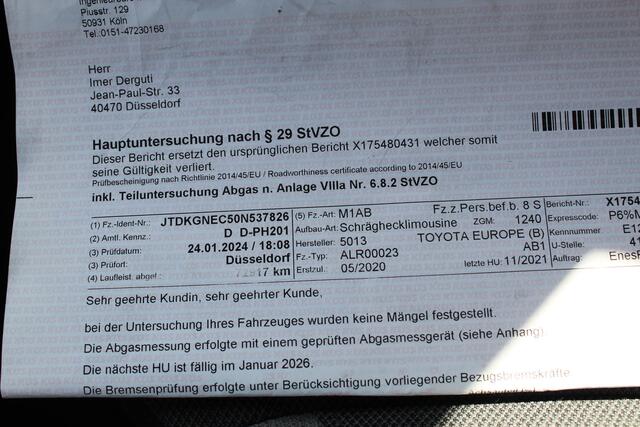 Piusstr. 129
50931 Köln
Tel.:0151-47230168
Herr
Imer Derguti
Jean-Paul-Str. 33
40470 Düsseldorf
Hauptuntersuchung nach § 29 StVZO
Dieser Bericht ersetzt den ursprünglichen Bericht X175480431 welcher somit
seine Gültigkeit verliert.
Prüfbescheinigung nach Richtlinie 2014/45/EU / Roadworthiness certificate according to 2014/45/EU
inkl. Teiluntersuchung Abgas n. Anlage VIIIa Nr. 6.8.2 StVZO
(1) Fz.-Ident-Nr.: JTDKGNEC50N537826
(2) Amtl. Kennz.: D D-PH201
(3) Prüfdatum: 24.01.2024 / 18:08
(3) Prüfort: Düsseldorf
(4) Laufleist. abgel.: km
(5) Fz.-Art: M1AB Fz.z.Pers.bef.b. 8 S
Aufbau-Art: Schräghecklimousine ZGM: 1240
Hersteller: 5013 TOYOTA EUROPE (B)
Fz.-Typ: ALR00023 AB1
Erstzul.: 05/2020 letzte HU: 11/2021
Bericht-Nr.: X1754
Expresscode: P6%M
Kennnummer E12
U-Stelle: 41
Auftrag: EnesF
Sehr geehrte Kundin, sehr geehrter Kunde,
bei der Untersuchung Ihres Fahrzeuges wurden keine Mängel festgestellt.
Die Abgasmessung erfolgte mit einem geprüften Abgasmessgerät (siehe Anhang)
Die nächste HU ist fällig im Januar 2026.
Die Bremsenprüfung erfolgte unter Berücksichtigung vorliegender Bezugsbremskräfte